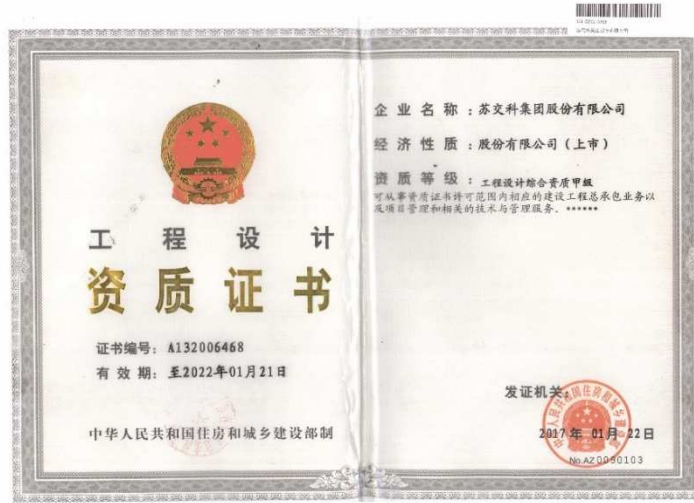 工程设计
资质证书
证书编号：A132006468
有效期：至2022年01月21日
中华人民共和国住房和城乡建设部制
企业名称：苏交科集团股份有限公司
经济性质：股份有限公司（上市）
资质等级：工程设计综合资质甲级
可从事资质证书许可范围内相应的建设工程总承包业务以
及项目管理和相关的技术与管理服务。******
发证机关：
2017年01月22日
No.AZ0090103